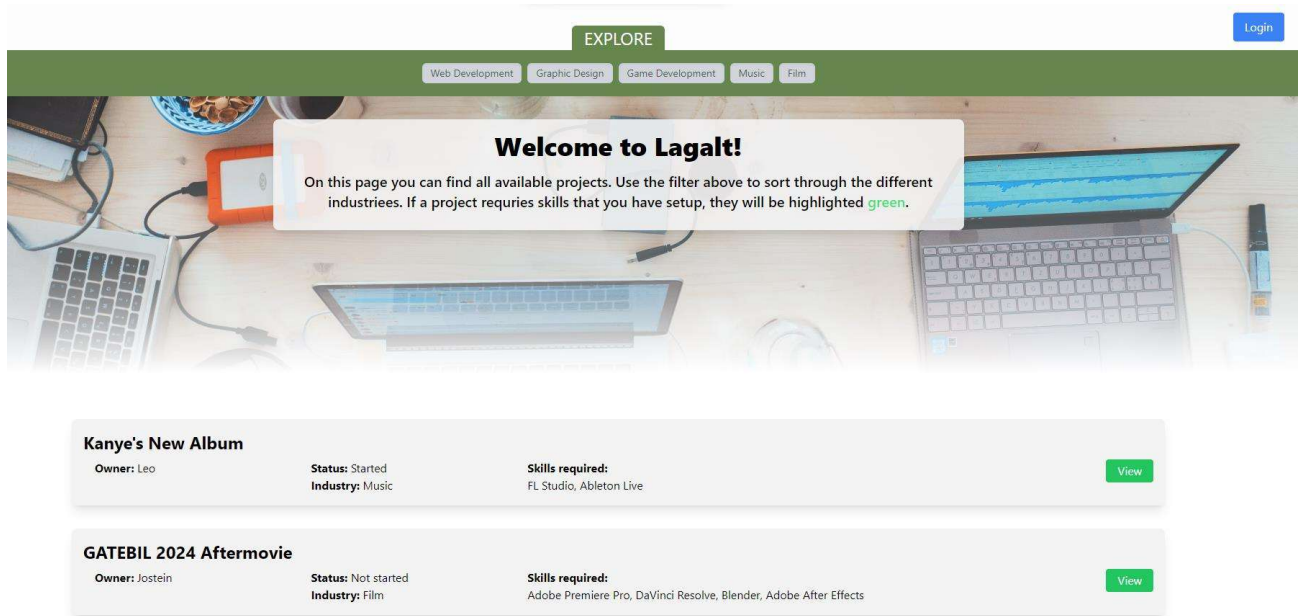 Login
EXPLORE
Web Development Graphic Design Game Development Music Film
Welcome to Lagalt!
On this page you can find all available projects. Use the filter above to sort through the different
industriees. If a project requries skills that you have setup, they will be highlighted green.
Kanye's New Album
Owner: Leo Status: Started Skills required:
Industry: Music FL Studio, Ableton Live
View
GATEBIL 2024 Aftermovie
Owner: Jostein Status: Not started Skills required:
Industry: Film Adobe Premiere Pro, DaVinci Resolve, Blender, Adobe After Effects
View